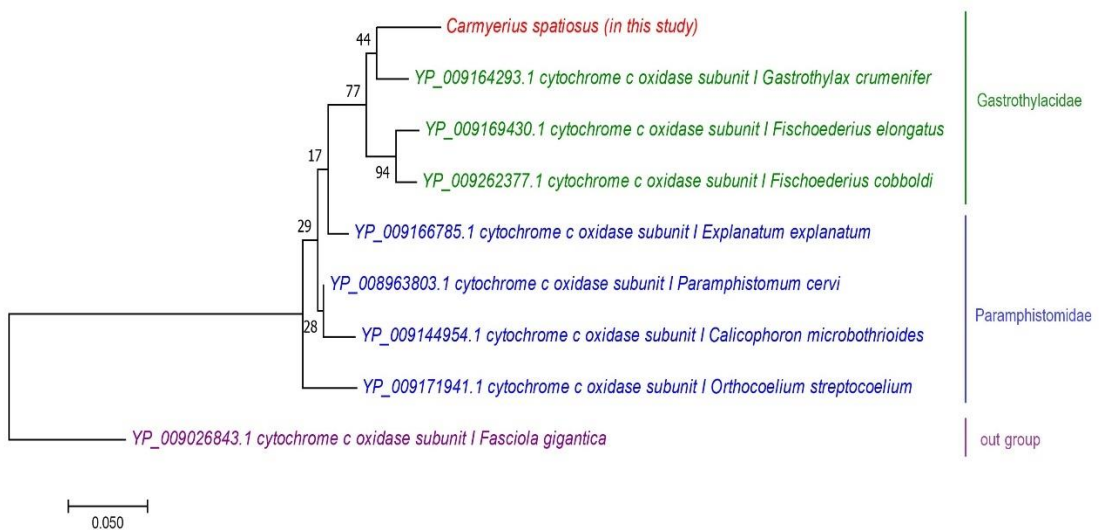 Carmyerius spatiosus (in this study)
44
YP_009164293.1 cytochrome c oxidase subunit I Gastrothylax crumenifer
77
Gastrothylacidae
YP_009169430.1 cytochrome c oxidase subunit I Fischoederius elongatus
17
94
YP_009262377.1 cytochrome c oxidase subunit I Fischoederius cobboldi
29
YP_009166785.1 cytochrome c oxidase subunit I Explanatum explanatum
YP_008963803.1 cytochrome c oxidase subunit I Paramphistomum cervi
Paramphistomidae
28
YP_009144954.1 cytochrome c oxidase subunit I Calicophoron microbothrioides
YP_009171941.1 cytochrome c oxidase subunit I Orthocoelium streptocoelium
YP_009026843.1 cytochrome c oxidase subunit I Fasciola gigantica
out group
0.050